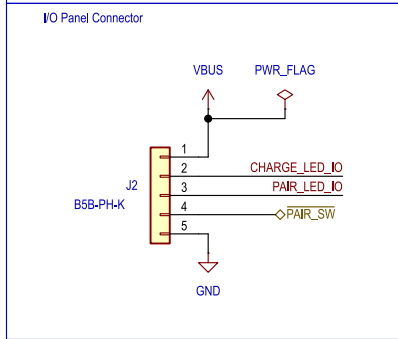 I/O Panel Connector
VBUS PWR_FLAG
1
2 CHARGE_LED_IO
J2
3 PAIR_LED_IO
B5B-PH-K
4 PAIR_SW
5
GND